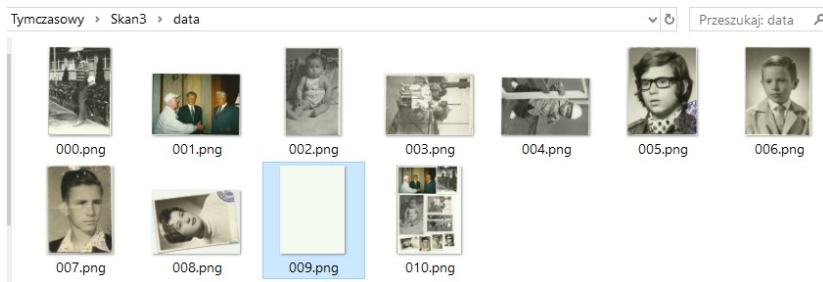 Tymczasowy > Skan3 > data
Przeszukaj: data
000.png 001.png 002.png 003.png 004.png 005.png 006.png
007.png 008.png 009.png 010.png